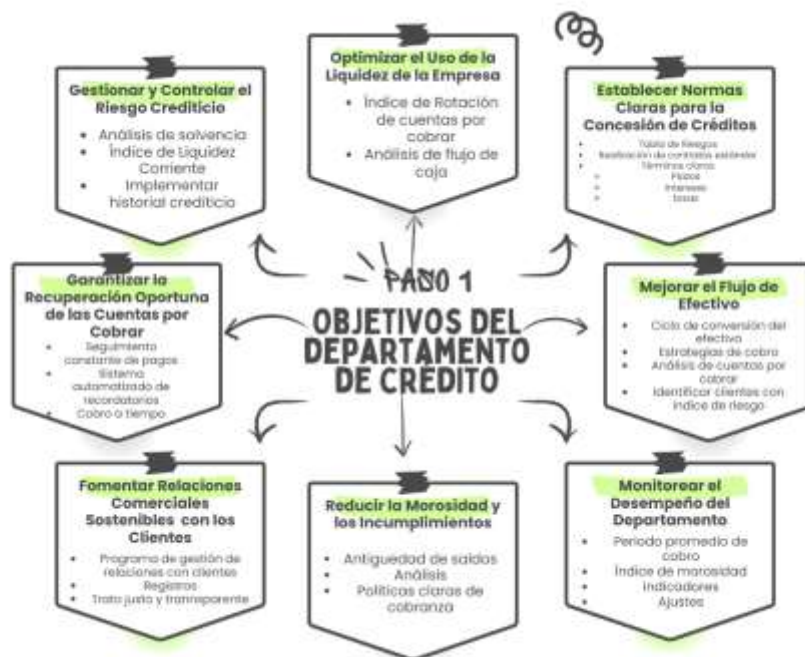 Gestionar y Controlar el
Riesgo Crediticio
Análisis de solvencia
Índice de Liquidez
Corriente
Implementar
historial crediticio
Optimizar el Uso de la
Liquidez de la Empresa
Índice de Rotación
de cuentas por
cobrar
Análisis de flujo de
caja
Establecer Normas
Claras para la
Concesión de Créditos
Tabla de Riesgos
Realización de contratos estándar
Términos claros
Plazos
Intereses
tasas
PASO 1
OBJETIVOS DEL
DEPARTAMENTO
DE CRÉDITO
Garantizar la
Recuperación Oportuna
de las Cuentas por
Cobrar
Seguimiento
constante de pagos
Sistema
automatizado de
recordatorios
Cobro a tiempo
Mejorar el Flujo de
Efectivo
Ciclo de conversión del
efectivo
Estrategias de cobro
Análisis de cuentas por
cobrar
Identificar clientes con
índice de riesgo
Fomentar Relaciones
Comerciales
Sostenibles con los
Clientes
Programa de gestión de
relaciones con clientes
Registros
Trato justo y transparente
Reducir la Morosidad y
los Incumplimientos
Antiguedad de saldos
Análisis
Políticas claras de
cobranza
Monitorear el
Desempeño del
Departamento
Periodo promedio de
cobro
Índice de morosidad
Indicadores
Ajustes